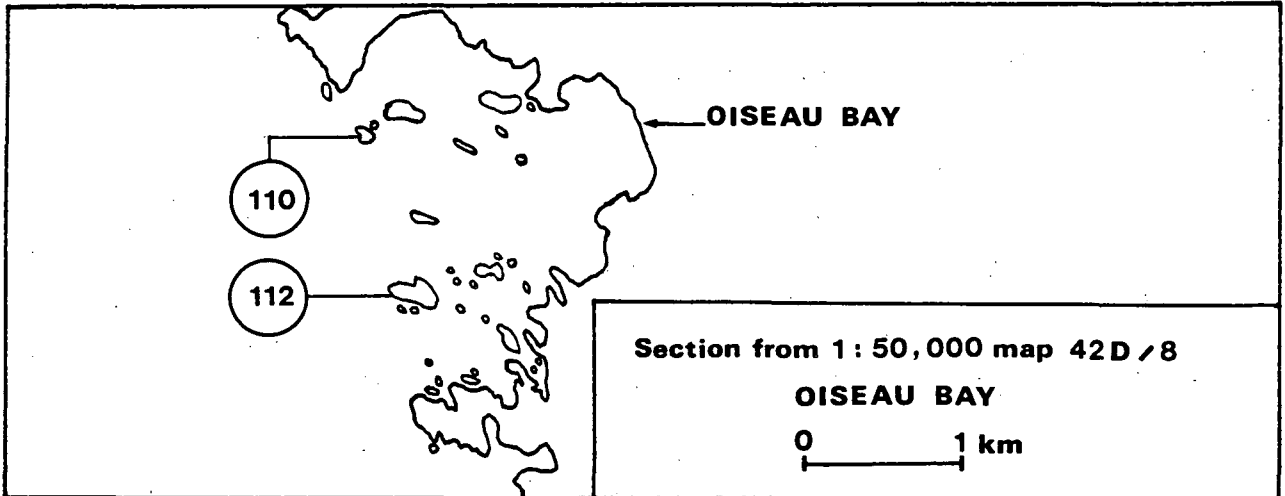 OISEAU BAY
110
112
Section from 1:50,000 map 42D/8
OISEAU BAY
0 1 km